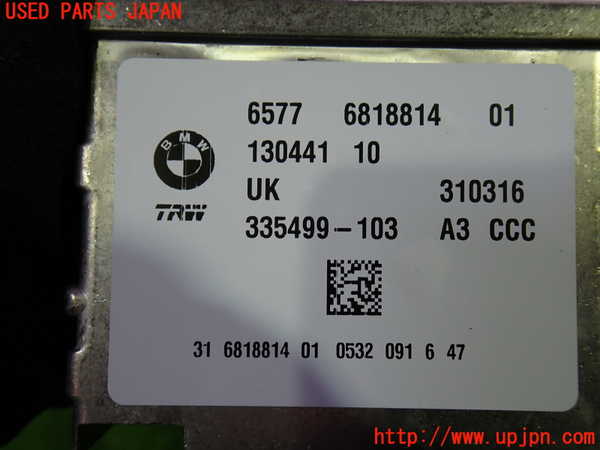 USED PARTS JAPAN
6577 6818814 01
BMW
130441 10
UK 310316
TRW
335499-103 A3 CCC
31 6818814 01 0532 091 6 47
http://www.upjpn.com/